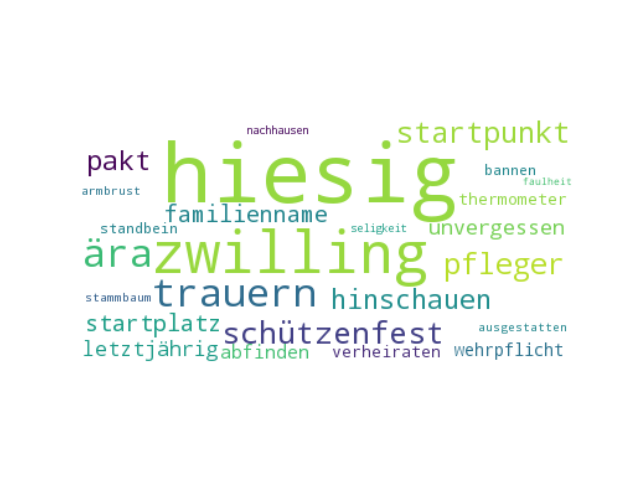 nachhausen
startpunkt
pakt
hiesig
bannen
faulheit
armbrust
thermometer
familienname
standbein
seligkeit
unvergessen
ära
zwilling
pfleger
stammbaum
trauern
hinschauen
startplatz
schützenfest
ausgestatten
letztjährig
abfinden
verheiraten
wehrpflicht